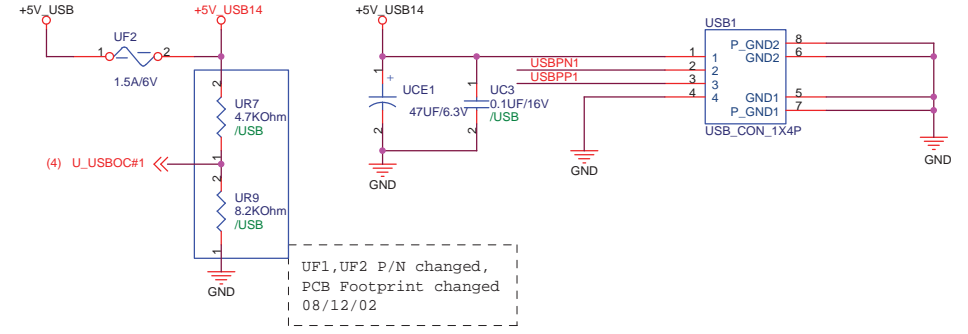 +5V_USB
+5V_USB14
UF2
1
2
1.5A/6V
2
UR7
4.7KOhm
/USB
1
(4) U_USBOC#1
2
UR9
8.2KOhm
/USB
1
GND
UF1,UF2 P/N changed,
PCB Footprint changed
08/12/02
+5V_USB14
1
+
UCE1
47UF/6.3V
2
GND
1
UC3
0.1UF/16V
/USB
2
USBPN1
USBPP1
GND
USB1
1
2
3
4
1
2
3
4
P_GND2
GND2
GND1
P_GND1
8
6
5
7
USB_CON_1X4P
GND